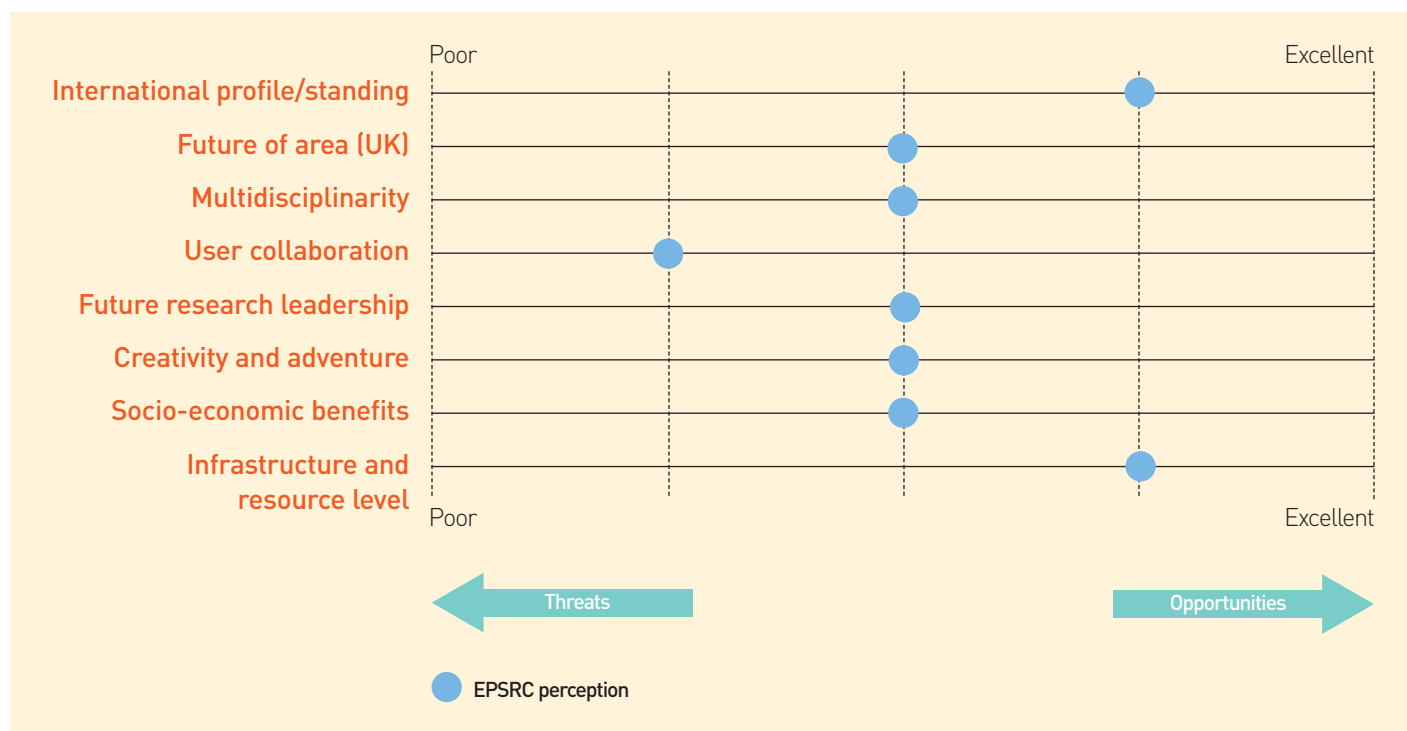 Poor Excellent
International profile/standing
Future of area (UK)
Multidisciplinarity
User collaboration
Future research leadership
Creativity and adventure
Socio-economic benefits
Infrastructure and
resource level
Poor Excellent
Threats Opportunities
EPSRC perception